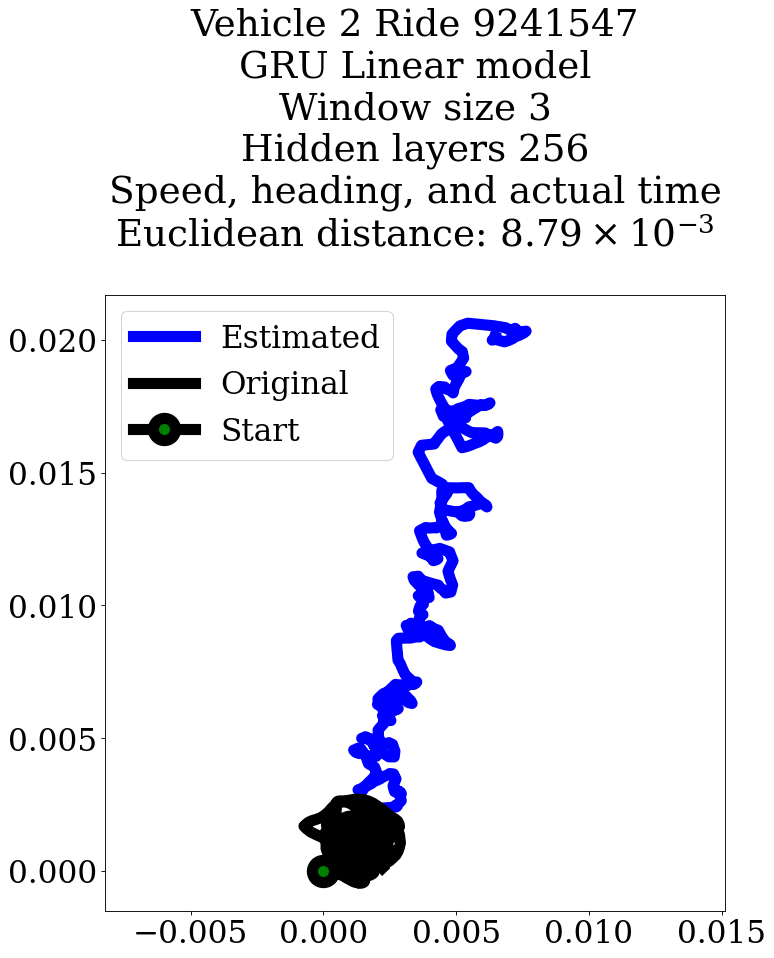 Vehicle 2 Ride 9241547
GRU Linear model
Window size 3
Hidden layers 256
Speed, heading, and actual time
Euclidean distance: 8.79 × 10⁻³
Estimated
Original
Start
0.020
0.015
0.010
0.005
0.000
−0.005 0.000 0.005 0.010 0.015